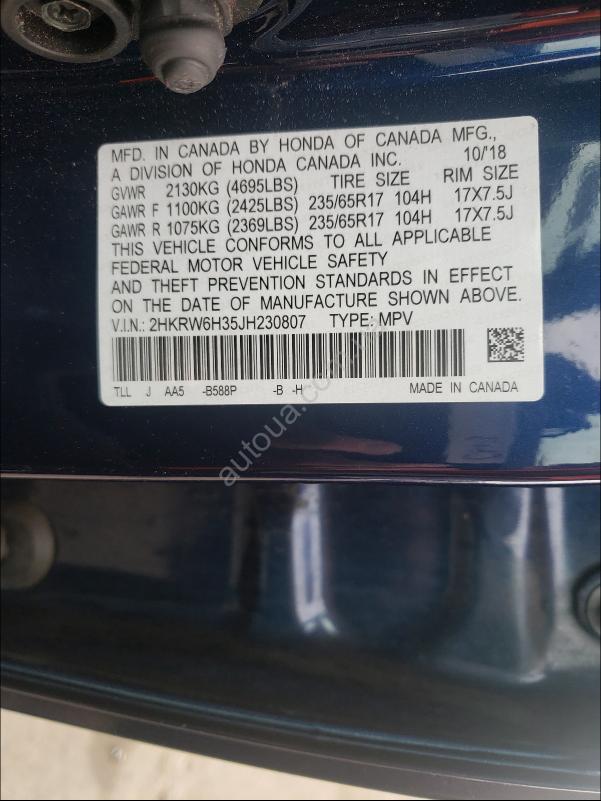 MFD. IN CANADA BY HONDA OF CANADA MFG.,
A DIVISION OF HONDA CANADA INC. 10/'18
GVWR 2130KG (4695LBS) TIRE SIZE RIM SIZE
GAWR F 1100KG (2425LBS) 235/65R17 104H 17X7.5J
GAWR R 1075KG (2369LBS) 235/65R17 104H 17X7.5J
THIS VEHICLE CONFORMS TO ALL APPLICABLE
FEDERAL MOTOR VEHICLE SAFETY
AND THEFT PREVENTION STANDARDS IN EFFECT
ON THE DATE OF MANUFACTURE SHOWN ABOVE.
V.I.N.: 2HKRW6H35JH230807 TYPE: MPV
TLL J AA5 -B588P -B -H MADE IN CANADA